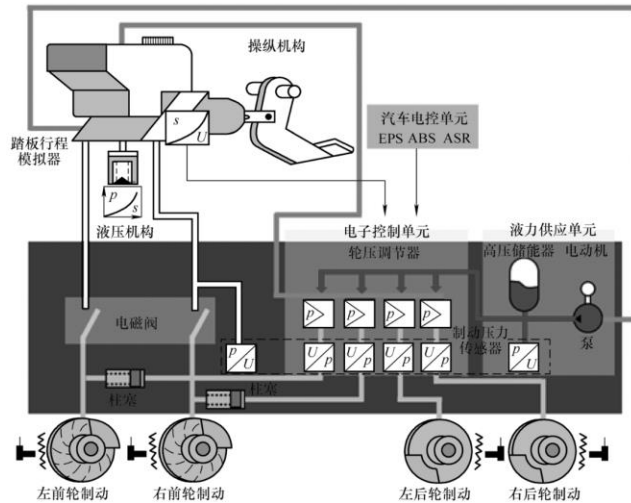 操纵机构
汽车电控单元
EPS ABS ASR
s
U
踏板行程
模拟器
p
s
液压机构
电子控制单元
轮压调节器
液力供应单元
高压储能器 电动机
电磁阀
p
p
p
p
制动压力
传感器
泵
p
U
U
p
U
p
U
p
U
p
p
U
柱塞
柱塞
左前轮制动
右前轮制动
左后轮制动
右后轮制动